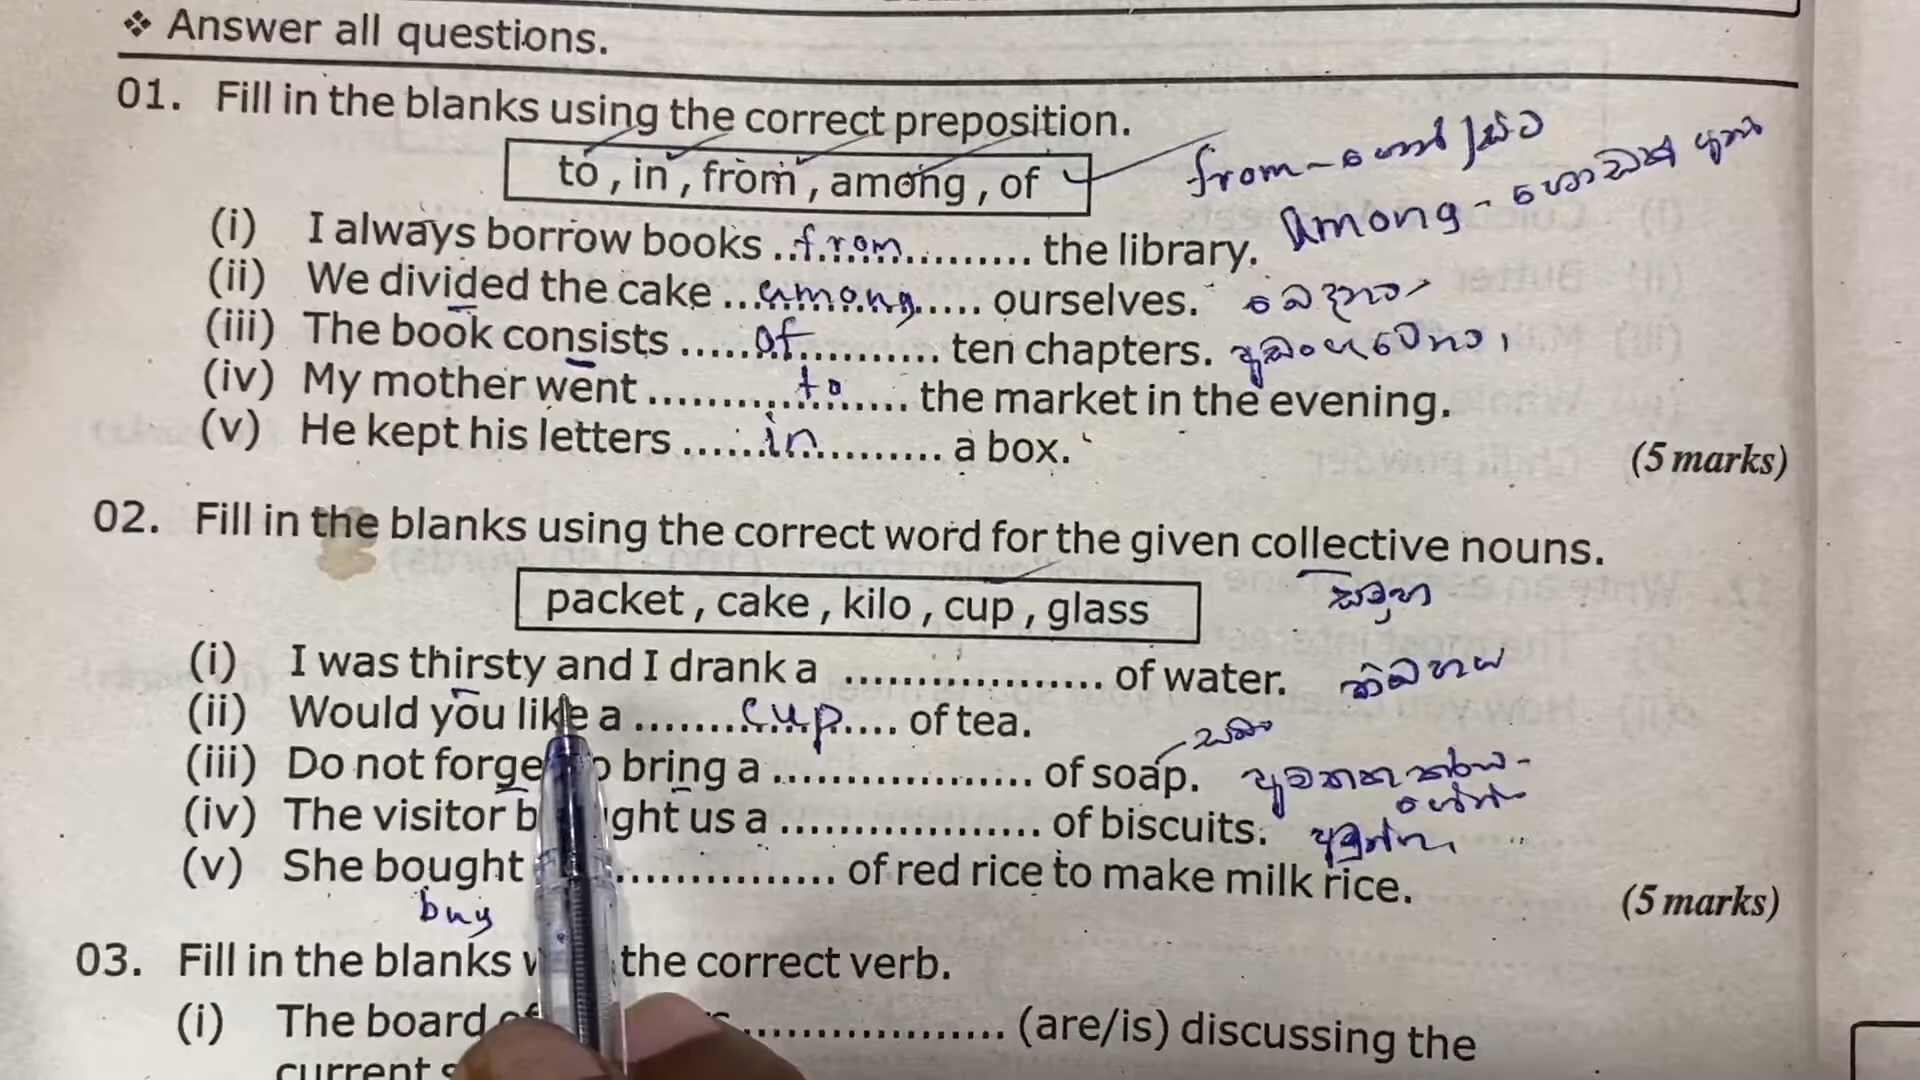 ❖ Answer all questions.
01. Fill in the blanks using the correct preposition.
to , in , from , among , of
from - සිට
Among -
(i) I always borrow books ..from.......... the library.
(ii) We divided the cake ...among..... ourselves. බෙදනවා
(iii) The book consists ......of........... ten chapters.
(iv) My mother went ..........to...... the market in the evening.
(v) He kept his letters ......in.......... a box.
(5 marks)
02. Fill in the blanks using the correct word for the given collective nouns.
packet , cake , kilo , cup , glass
සමුහ
(i) I was thirsty and I drank a .................. of water. තිබහය
(ii) Would you like a .......cup.... of tea.
සබං
(iii) Do not forge bring a .................. of soap.
(iv) The visitor b ght us a .................. of biscuits.
(v) She bought ............... of red rice to make milk rice.
buy
(5 marks)
03. Fill in the blanks the correct verb.
(i) The board .................. (are/is) discussing the
current